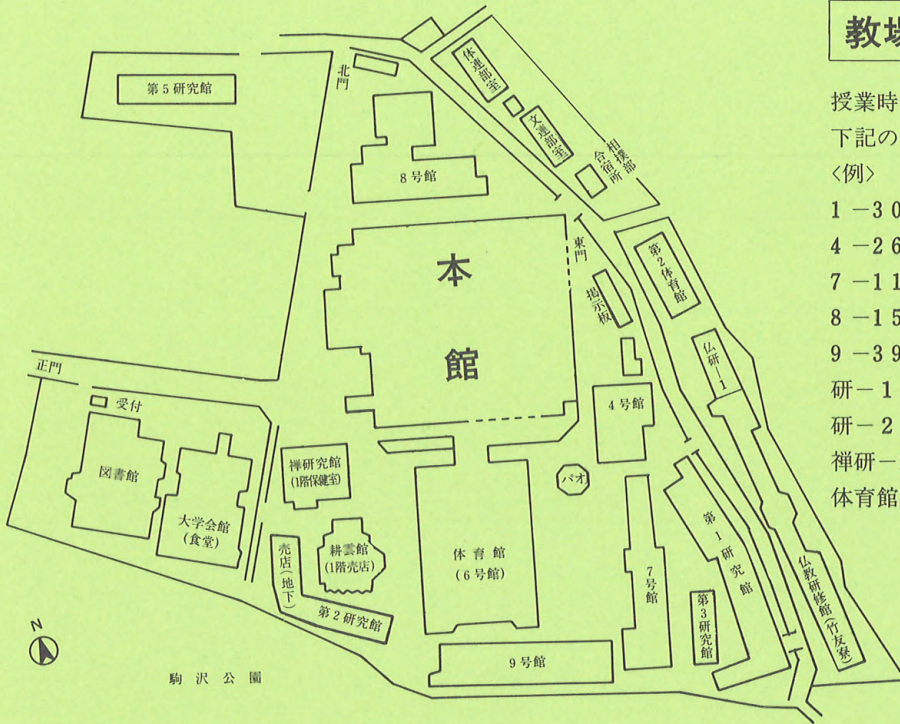 第5研究館
北門
8号館
体連部室
文連部室
相撲部
合宿所
本
館
東門
掲示板
第2体育館
仏研－1
正門
受付
図書館
大学会館
(食堂)
禅研究館
(1階保健室)
耕雲館
(1階売店)
売店(地下)
第2研究館
体育館
(6号館)
4号館
パオ
7号館
第1研究館
第3研究館
9号館
仏教研修館(竹友寮)
N
駒沢公園
教場
授業時
下記の
〈例〉
1－30
4－26
7－11
8－15
9－39
研－1
研－2
禅研－
体育館